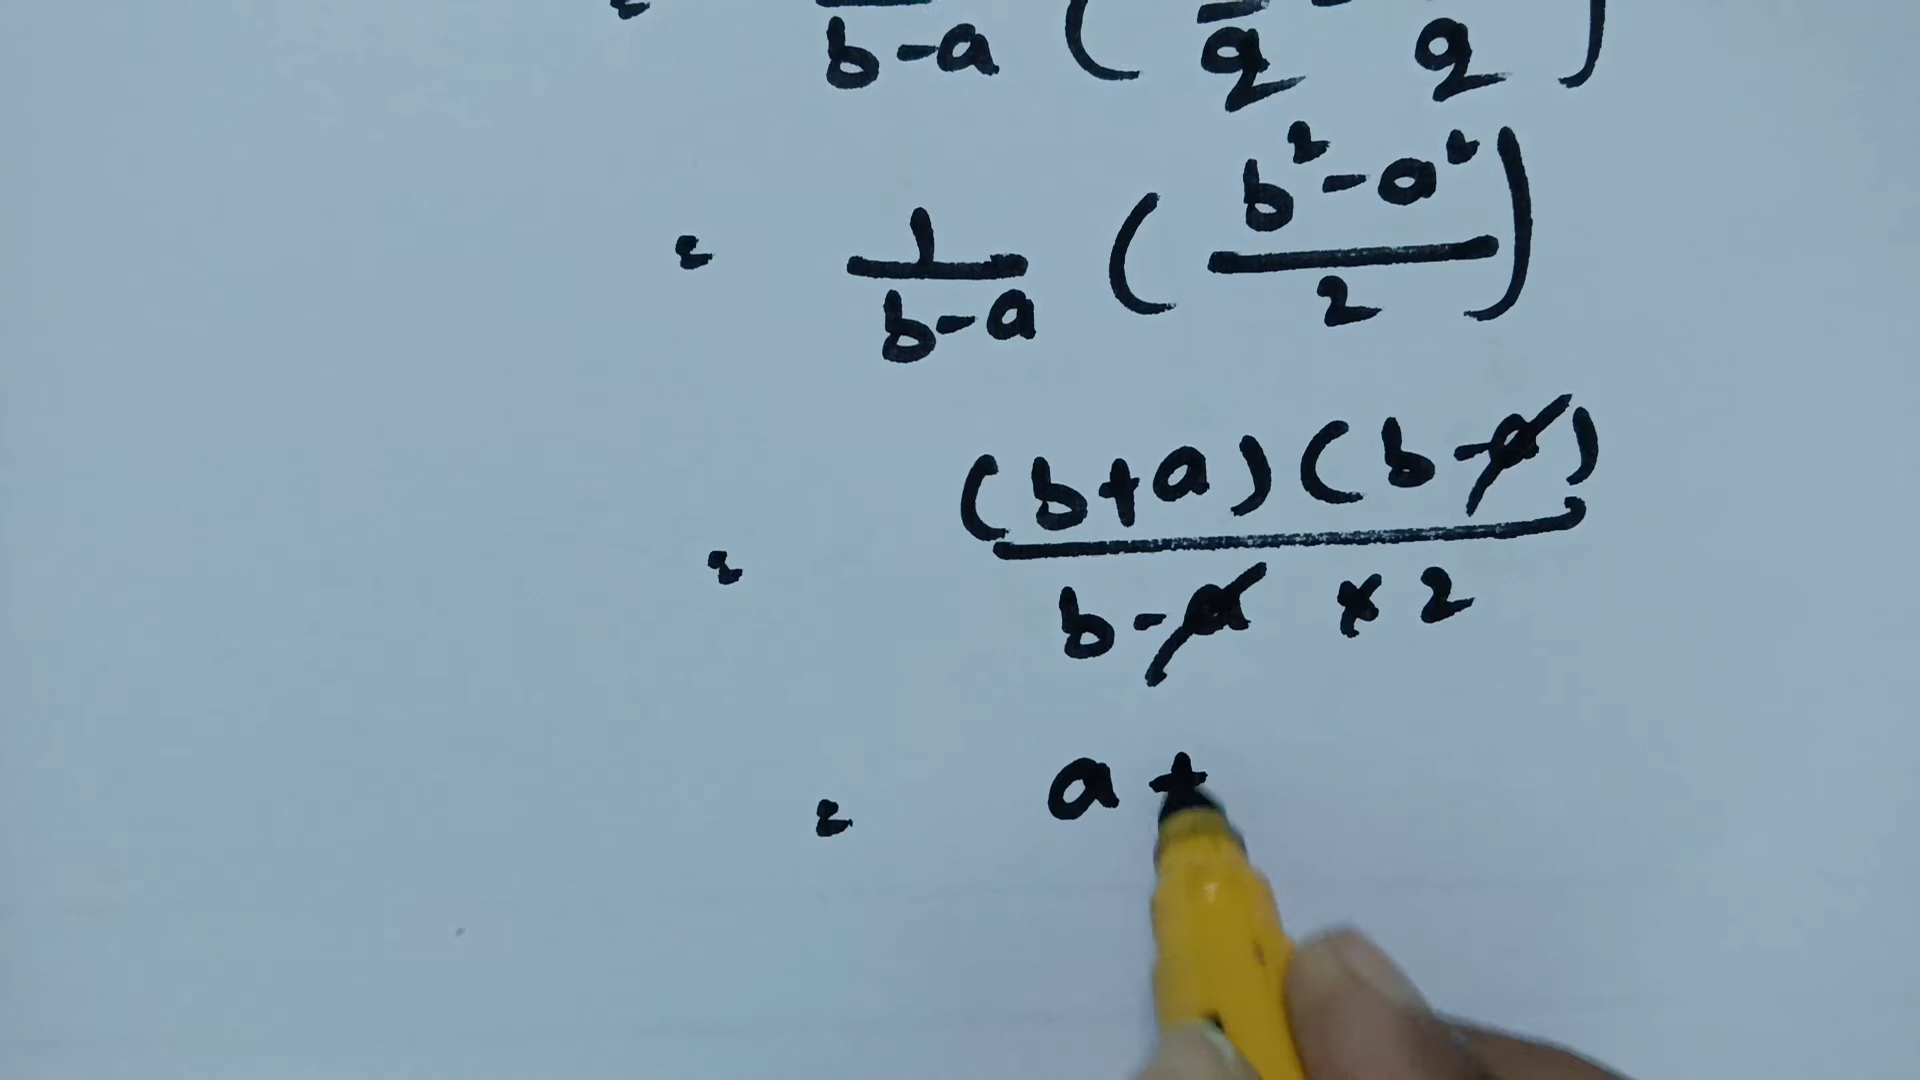 = b-a ( 2 - 2 )
= 1/b-a ( b²-a²/2 )
= (b+a)(b-a)
b-a × 2
= a +